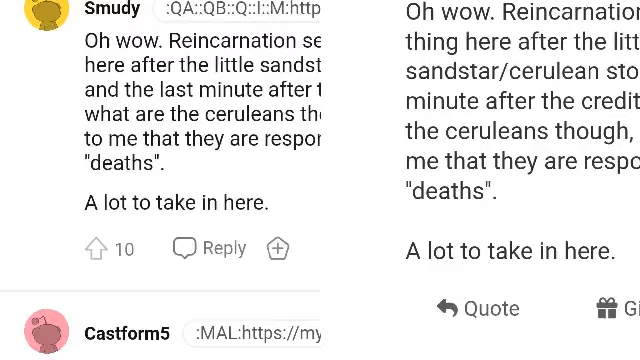 Smudy :QA::QB::Q::I::M:http
Oh wow. Reincarnation se
here after the little sandst
and the last minute after t
what are the ceruleans the
to me that they are respor
"deaths".
A lot to take in here.
10 Reply
Castform5 :MAL:https://my
Oh wow. Reincarnation
thing here after the litt
sandstar/cerulean sto
minute after the credit
the ceruleans though,
me that they are respo
"deaths".
A lot to take in here.
Quote Gi